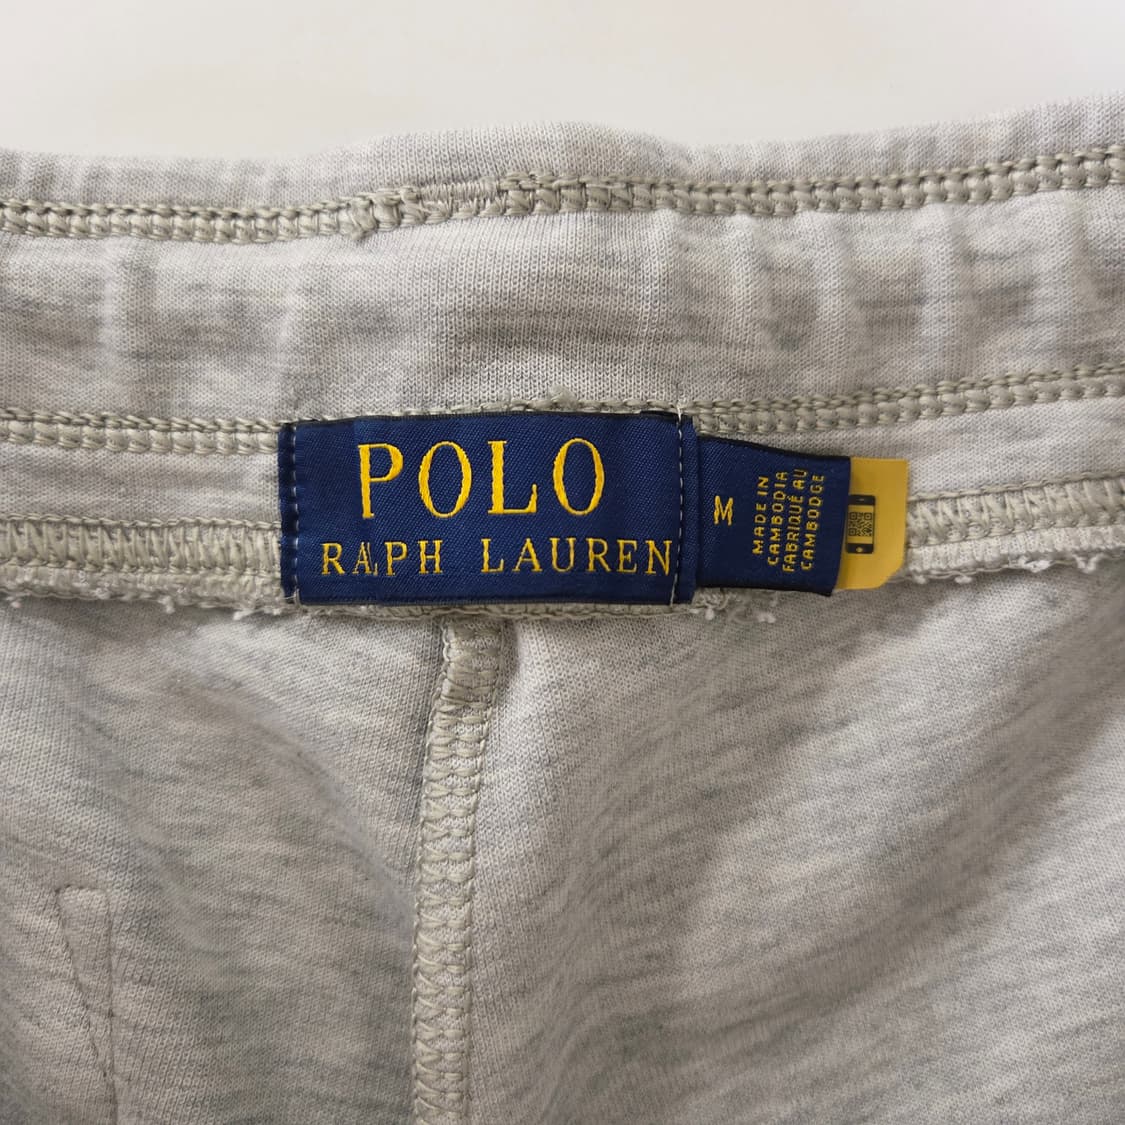 POLO
RALPH LAUREN
M
MADE IN
CAMBODIA
FABRIQUÉ AU
CAMBODGE